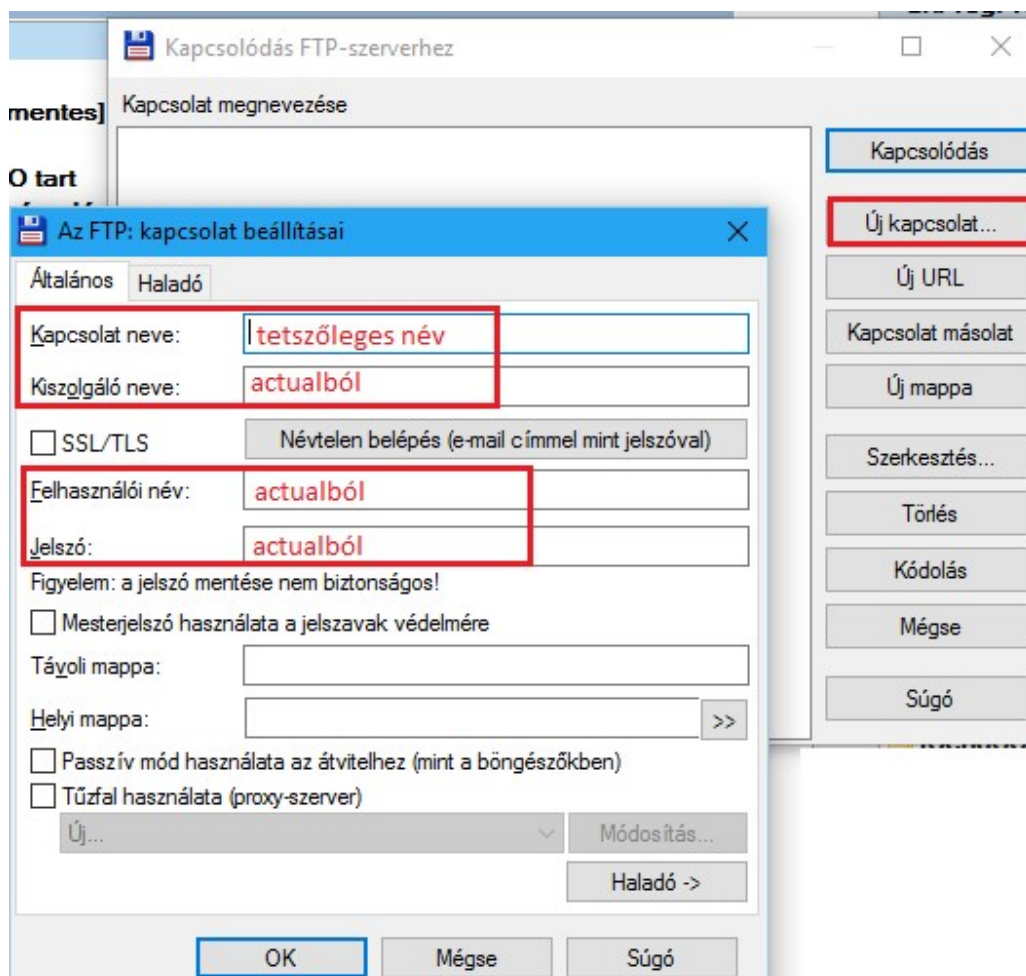 Kapcsolódás FTP-szerverhez
mentes]
Kapcsolat megnevezése
Kapcsolódás
O tart
Új kapcsolat...
Az FTP: kapcsolat beállításai
Általános
Haladó
Új URL
Kapcsolat neve:
tetszőleges név
Kapcsolat másolat
Kiszolgáló neve:
actualból
Új mappa
SSL/TLS
Névtelen belépés (e-mail címmel mint jelszóval)
Szerkesztés...
Felhasználói név:
actualból
Törlés
Jelszó:
actualból
Figyelem: a jelszó mentése nem biztonságos!
Kódolás
Mesterjelszó használata a jelszavak védelmére
Mégse
Távoli mappa:
Súgó
Helyi mappa:
>>
Passzív mód használata az átvitelhez (mint a böngészőkben)
Tűzfal használata (proxy-szerver)
Új...
Módosítás...
Haladó ->
OK
Mégse
Súgó